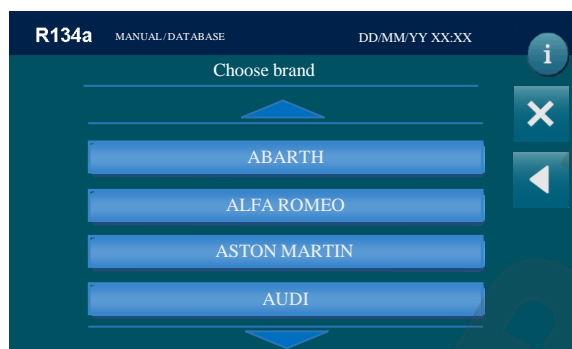 R134a MANUAL/DATABASE DD/MM/YY XX:XX
i
Choose brand
ABARTH
ALFA ROMEO
ASTON MARTIN
AUDI